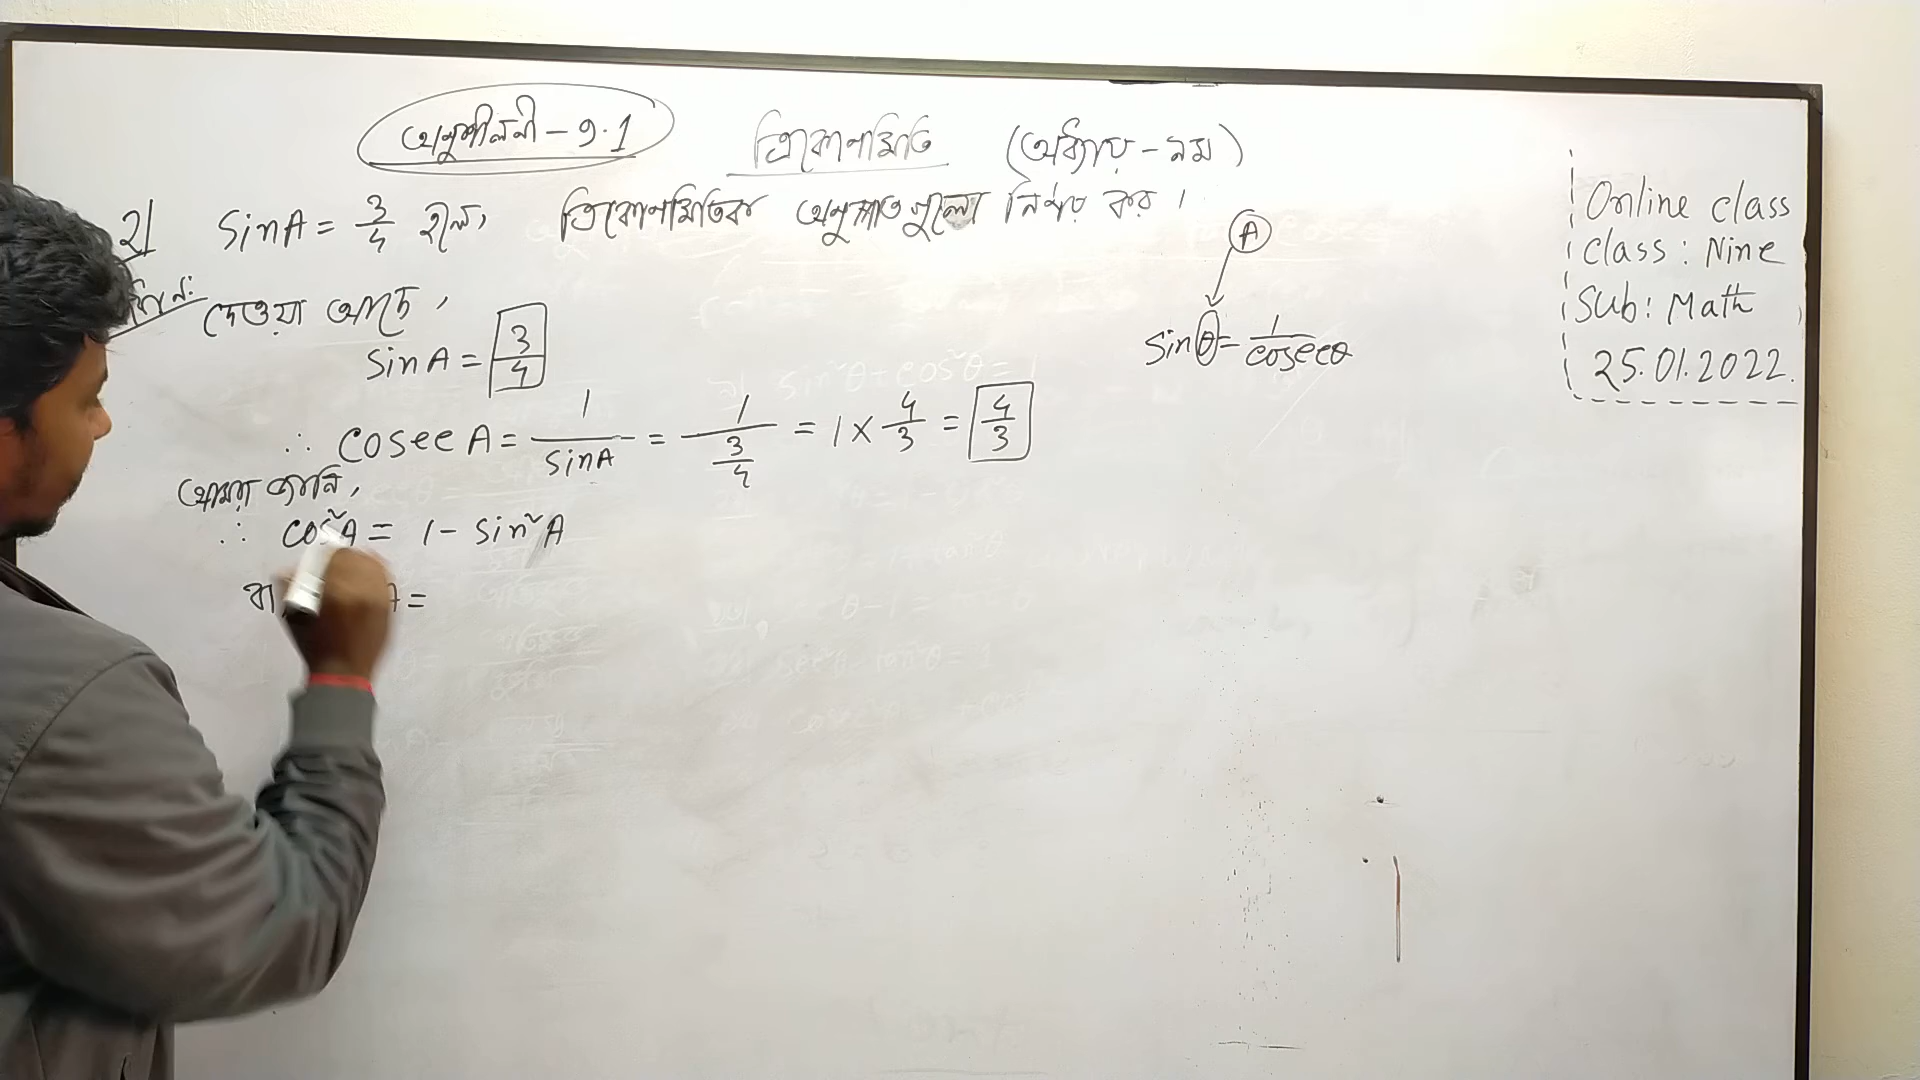 অনুশীলনী - 9.1
ত্রিকোণমিতি (অধ্যায় - নবম)
২। sinA = 3/4 হলে, ত্রিকোণমিতিক অনুপাতগুলো নির্ণয় কর।
দেওয়া আছে,
sinA = 3/4
∴ cosecA = 1/sinA = 1/(3/4) = 1 × 4/3 = 4/3
আমরা জানি,
∴ cos²A = 1 - sin²A
বা, A =
A
sinθ = 1/cosecθ
Online class
Class: Nine
Sub: Math
25.01.2022.